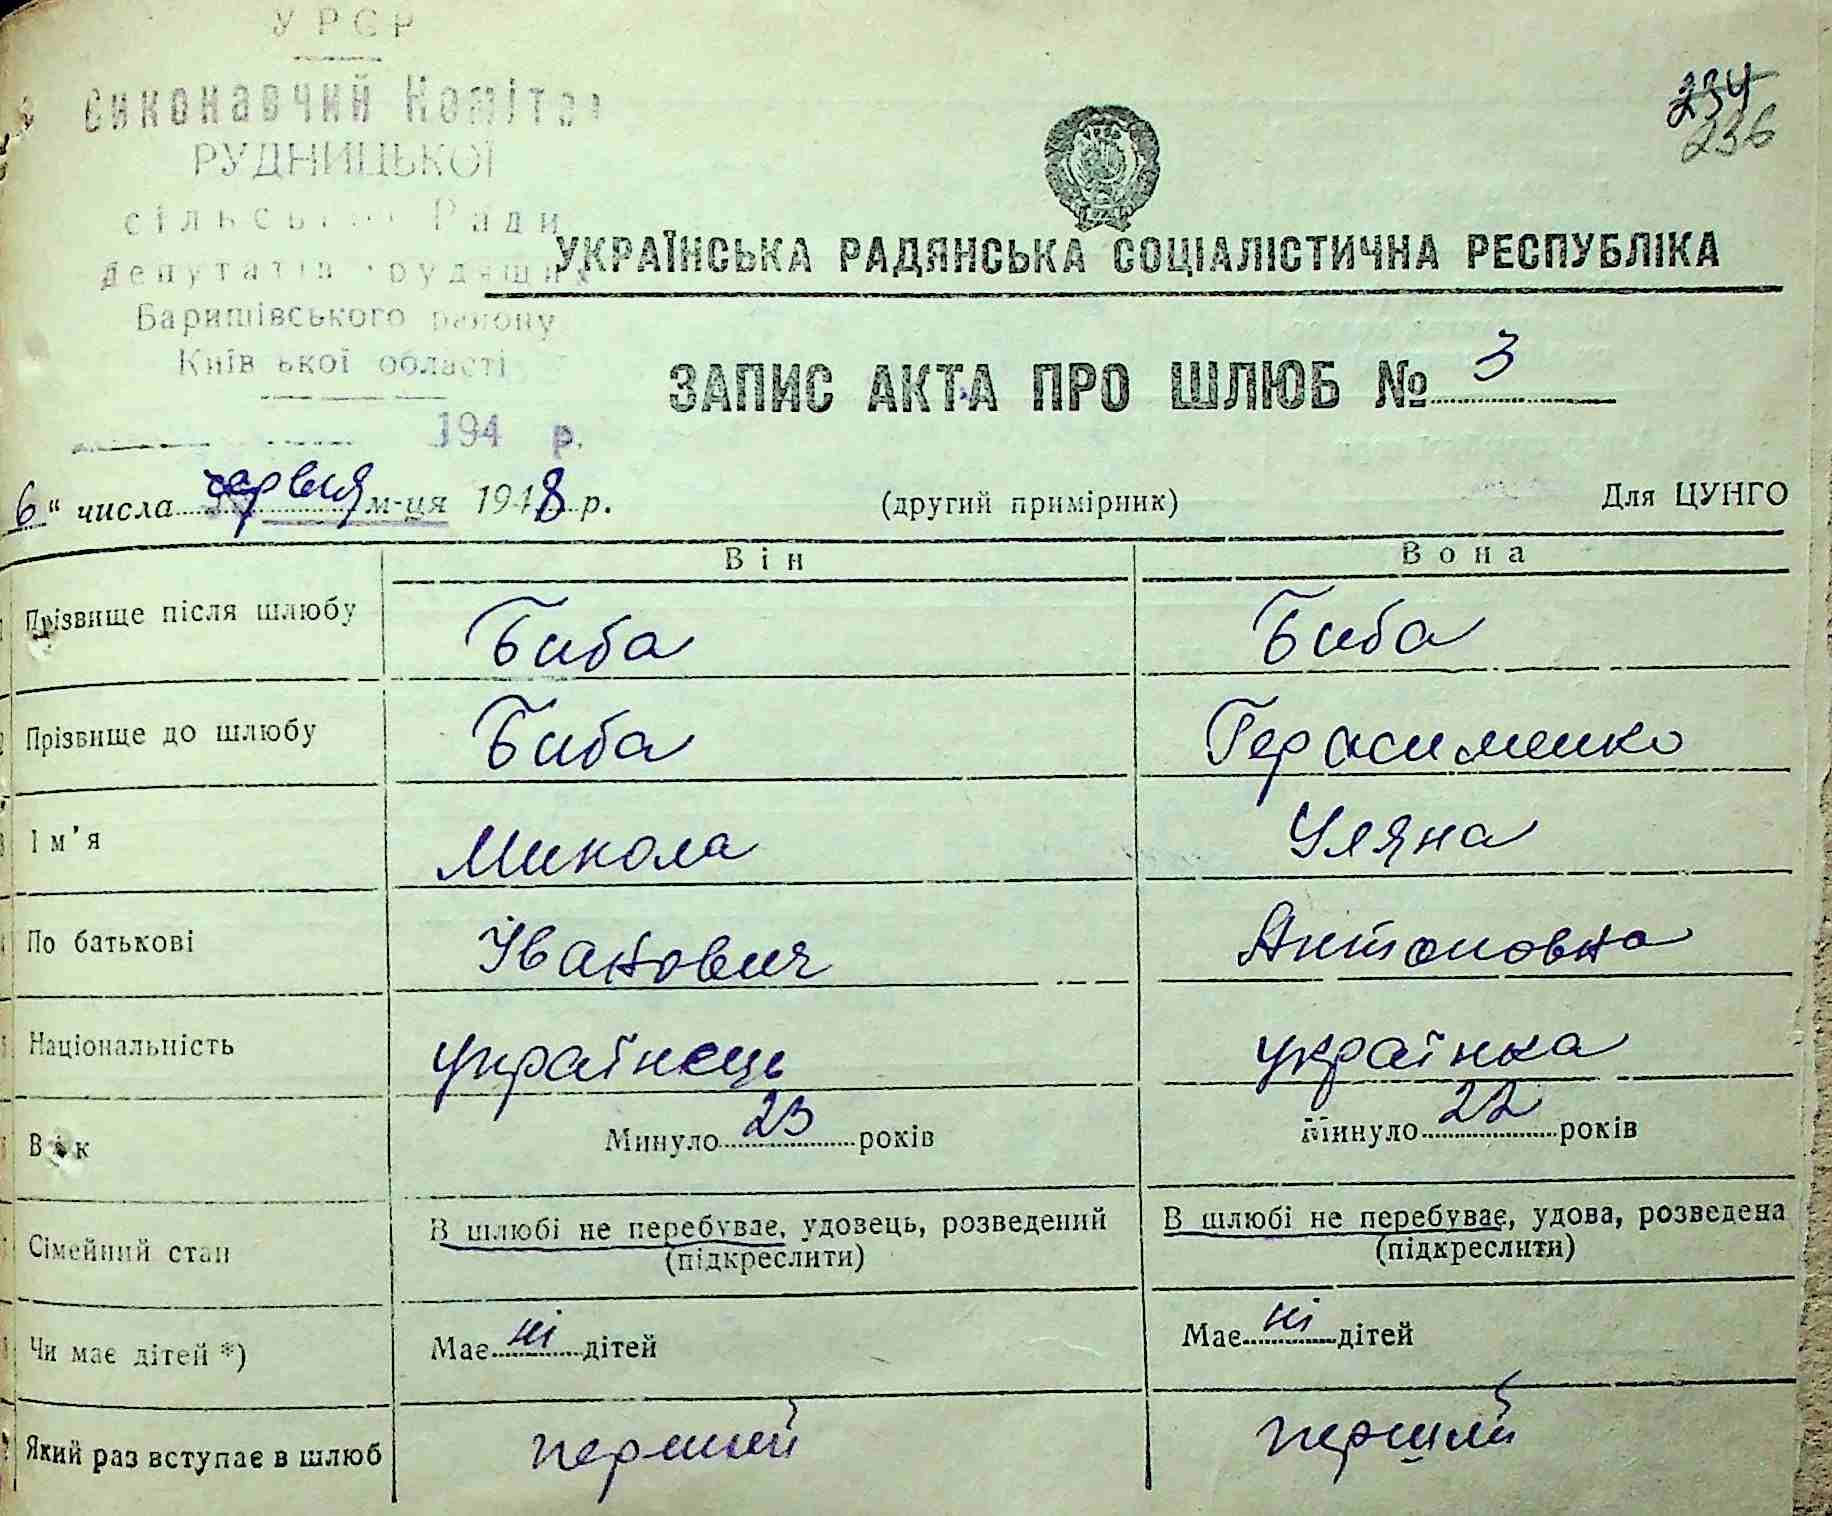 УРСР
Виконавчий Комітет
РУДНИЦЬКОЇ
сільської Ради
депутатів трудящих
Баришівського району
Київської області
194 р.
234
236
УКРАЇНСЬКА РАДЯНСЬКА СОЦІАЛІСТИЧНА РЕСПУБЛІКА
ЗАПИС АКТА ПРО ШЛЮБ № 3
6 " числа червня м-ця 1948 р. (другий примірник) Для ЦУНГО
Він Вона
Прізвище після шлюбу Биба Биба
Прізвище до шлюбу Биба Герасименко
Ім'я Микола Уляна
По батькові Іванович Антоновна
Національність українець українка
Вік Минуло 23 років Минуло 22 років
Сімейний стан В шлюбі не перебуває, удовець, розведений В шлюбі не перебуває, удова, розведена
(підкреслити) (підкреслити)
Чи має дітей *) Має ні дітей Має ні дітей
Який раз вступає в шлюб перший перший